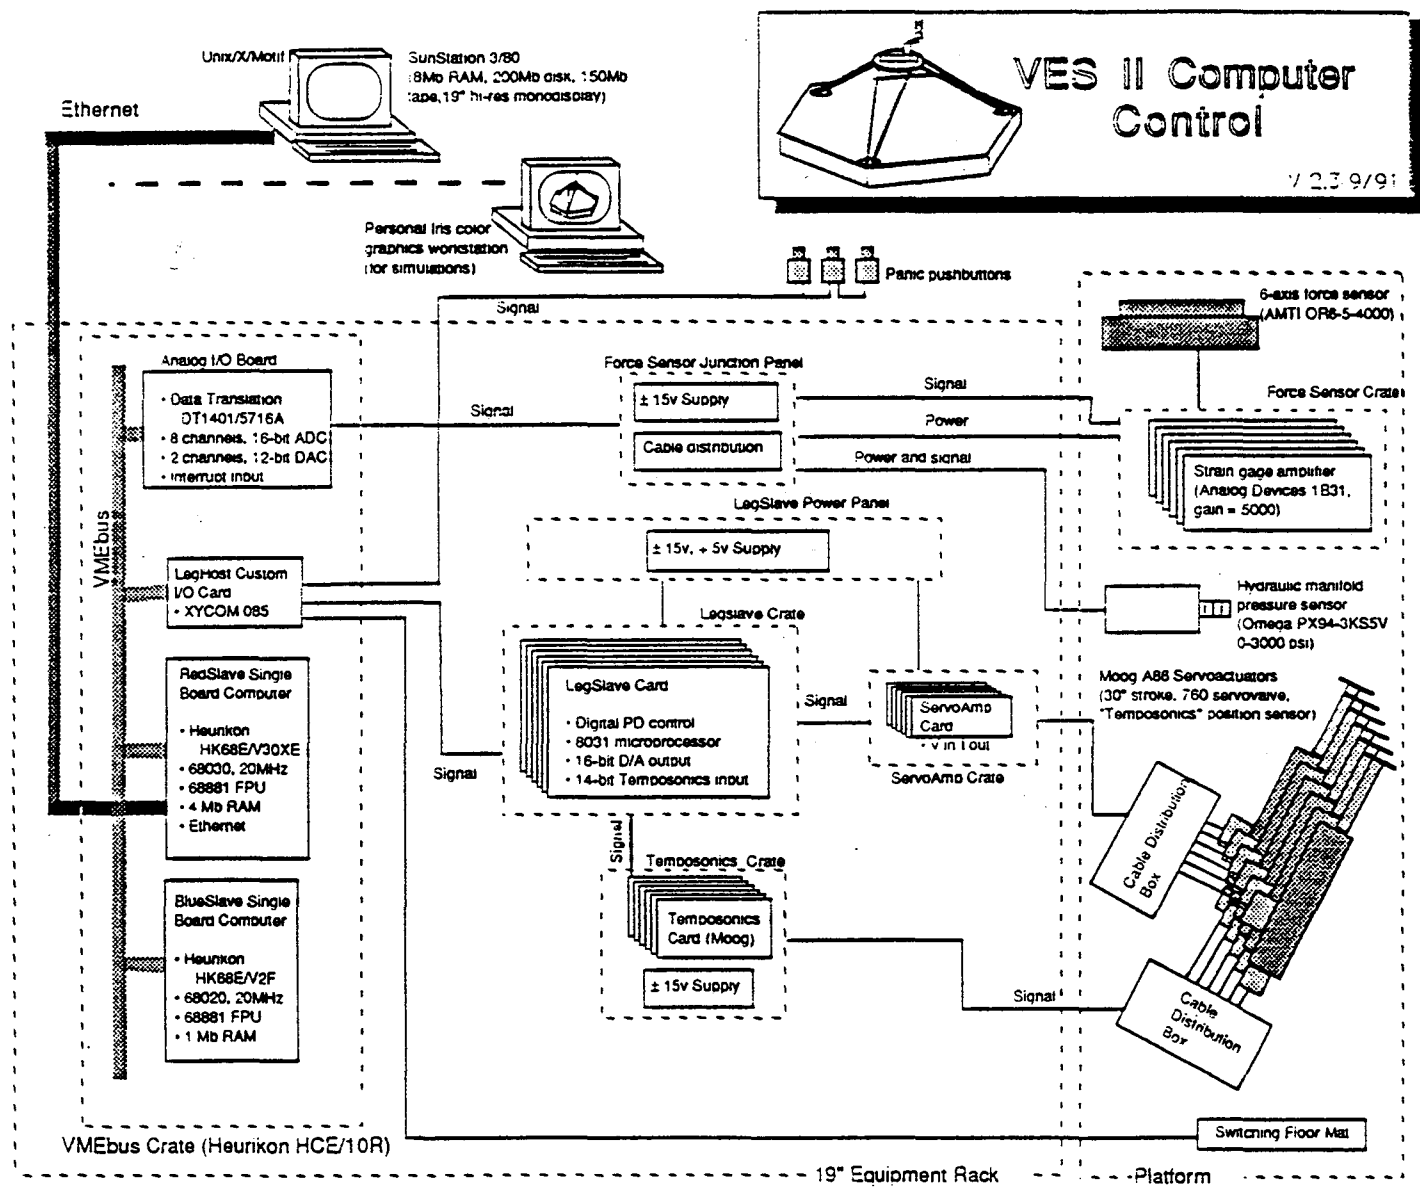 Unix/X/Motif
SunStation 3/80
(8Mb RAM, 200Mb disk, 150Mb
tape, 19" hi-res monodisplay)
VES II Computer
Control
V 2.3 9/91
Ethernet
Personal Iris color
graphics workstation
(for simulations)
Panic pushbuttons
Signal
6-axis force sensor
(AMTI OR6-5-4000)
Analog I/O Board
• Data Translation
DT1401/5716A
• 8 channels, 16-bit ADC
• 2 channels, 12-bit DAC
• Interrupt input
Signal
Force Sensor Junction Panel
± 15v Supply
Cable distribution
Signal
Power
Power and signal
Force Sensor Crate
Strain gage amplifier
(Analog Devices 1B31,
gain = 5000)
VMEbus
LegSlave Power Panel
± 15v, + 5v Supply
LegHost Custom
I/O Card
• XYCOM 085
Hydraulic manifold
pressure sensor
(Omega PX94-3KS5V
0-3000 psi)
Legslave Crate
LegSlave Card
• Digital PD control
• 8031 microprocessor
• 16-bit D/A output
• 14-bit Temposonics input
Signal
Signal
ServoAmp
Card
• V in I out
ServoAmp Crate
Moog A86 Servoactuators
(30" stroke, 760 servovalve,
"Temposonics" position sensor)
RedSlave Single
Board Computer
• Heurikon
HK68E/V30XE
• 68030, 20MHz
• 68881 FPU
• 4 Mb RAM
• Ethernet
Signal
Temposonics Crate
Temposonics
Card (Moog)
± 15v Supply
Cable Distribution
Box
BlueSlave Single
Board Computer
• Heurikon
HK68E/V2F
• 68020, 20MHz
• 68881 FPU
• 1 Mb RAM
Signal
Cable
Distribution
Box
Switching Floor Mat
VMEbus Crate (Heurikon HCE/10R)
19" Equipment Rack
Platform